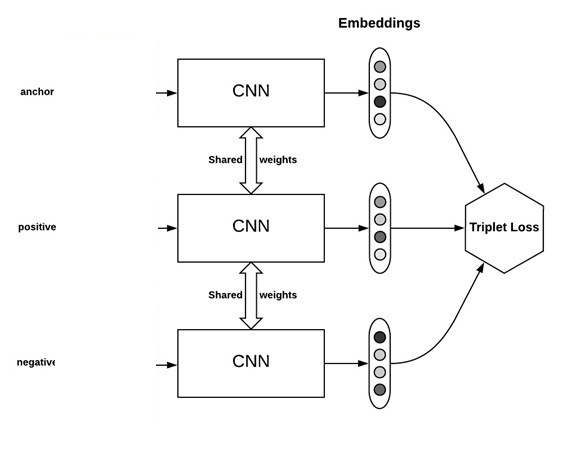 Embeddings
anchor
CNN
Shared weights
positive
CNN
Triplet Loss
Shared weights
negative
CNN